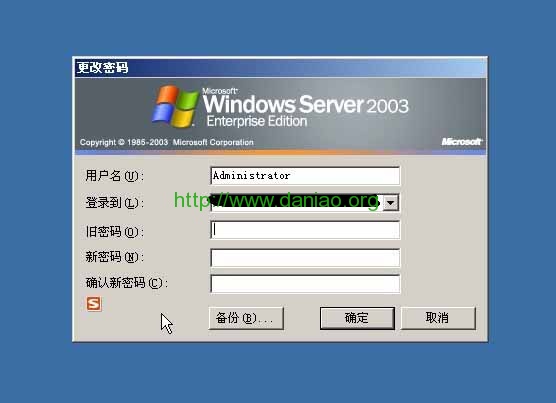 更改密码
Microsoft®
Windows Server 2003
Enterprise Edition
Copyright © 1985-2003 Microsoft Corporation
Microsoft
用户名(U):
Administrator
登录到(L):
http://www.daniao.org
旧密码(O):
新密码(N):
确认新密码(C):
S
备份(B)...
确定
取消